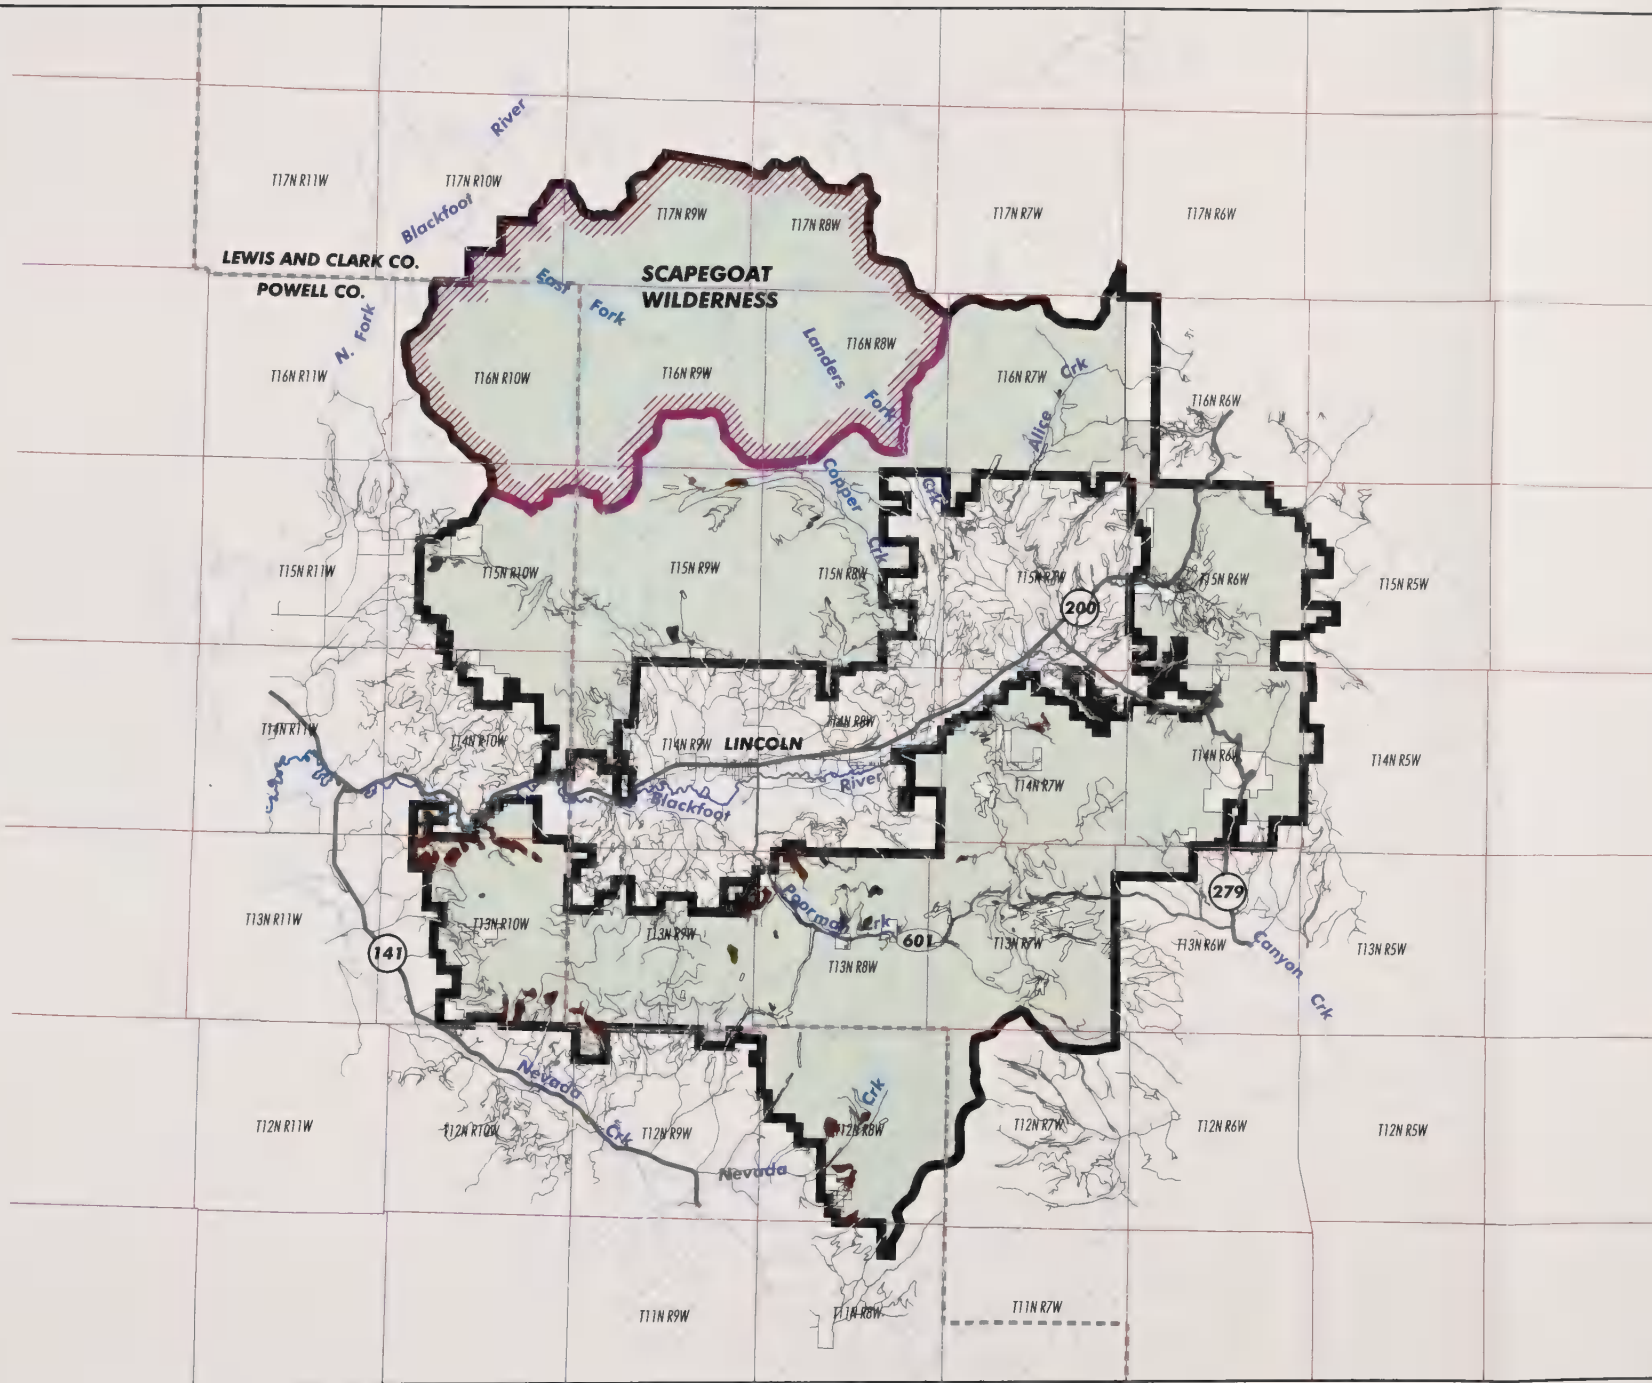 River
T17N R11W
T17N R10W
Blackfoot
T17N R9W
T17N R8W
T17N R7W
T17N R6W
LEWIS AND CLARK CO.
POWELL CO.
SCAPEGOAT
WILDERNESS
East
Fork
N. Fork
Landers
Fork
T16N R11W
T16N R10W
T16N R9W
T16N R8W
T16N R7W
Alice
Crk
T16N R6W
Copper
Crk
Crk
T15N R11W
T15N R10W
T15N R9W
T15N R8W
T15N R7W
T15N R6W
T15N R5W
200
T14N R11W
T14N R10W
T14N R9W
LINCOLN
T14N R8W
T14N R7W
T14N R6W
T14N R5W
Blackfoot
River
279
T13N R11W
141
T13N R10W
T13N R9W
Poorman Crk
601
T13N R8W
T13N R7W
T13N R6W
Canyon
Crk
T13N R5W
Nevada
Crk
T12N R11W
T12N R10W
T12N R9W
Nevada
Crk
T12N R8W
T12N R7W
T12N R6W
T12N R5W
T11N R9W
T11N R8W
T11N R7W